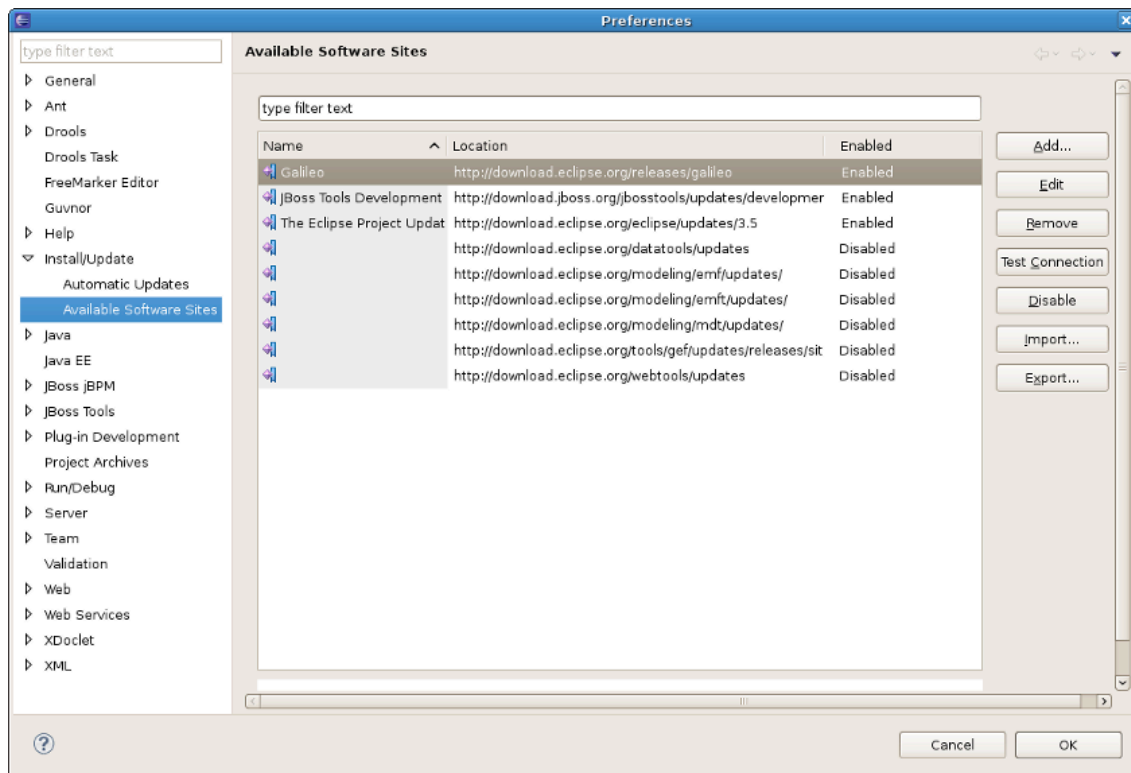 Preferences
type filter text
General
Ant
Drools
Drools Task
FreeMarker Editor
Guvnor
Help
Install/Update
Automatic Updates
Available Software Sites
Java
Java EE
JBoss jBPM
JBoss Tools
Plug-in Development
Project Archives
Run/Debug
Server
Team
Validation
Web
Web Services
XDoclet
XML
Available Software Sites
type filter text
Name Location Enabled
Galileo http://download.eclipse.org/releases/galileo Enabled
JBoss Tools Development http://download.jboss.org/jbosstools/updates/developmer Enabled
The Eclipse Project Updat http://download.eclipse.org/eclipse/updates/3.5 Enabled
http://download.eclipse.org/datatools/updates Disabled
http://download.eclipse.org/modeling/emf/updates/ Disabled
http://download.eclipse.org/modeling/emft/updates/ Disabled
http://download.eclipse.org/modeling/mdt/updates/ Disabled
http://download.eclipse.org/tools/gef/updates/releases/sit Disabled
http://download.eclipse.org/webtools/updates Disabled
Add...
Edit
Remove
Test Connection
Disable
Import...
Export...
?
Cancel OK